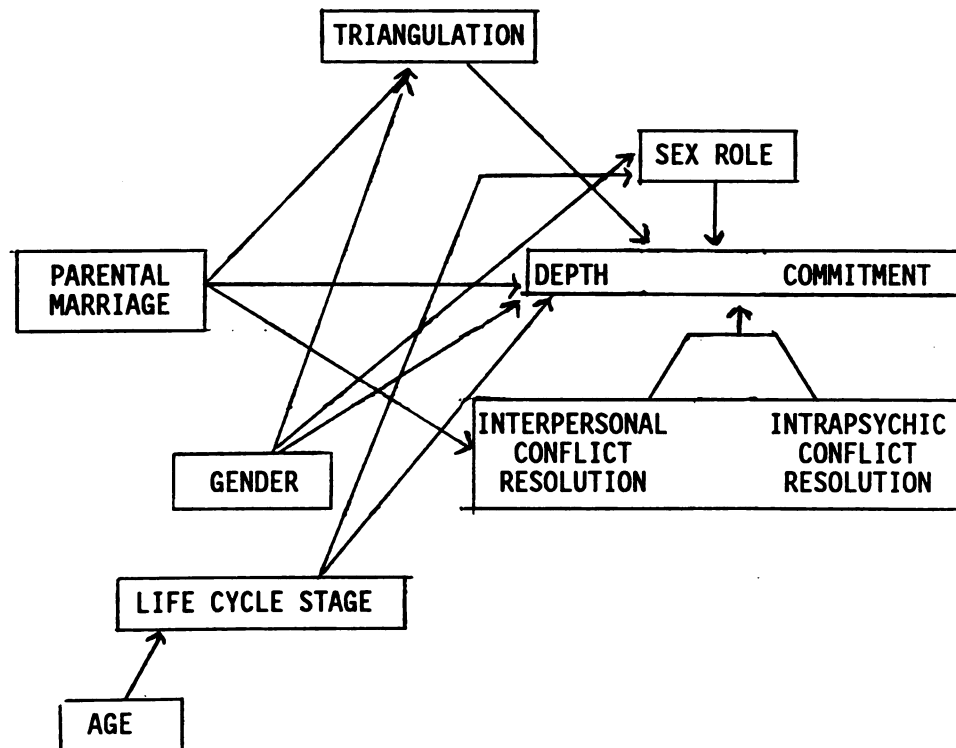 TRIANGULATION
SEX ROLE
PARENTAL
MARRIAGE
DEPTH COMMITMENT
INTERPERSONAL
CONFLICT
RESOLUTION
INTRAPSYCHIC
CONFLICT
RESOLUTION
GENDER
LIFE CYCLE STAGE
AGE